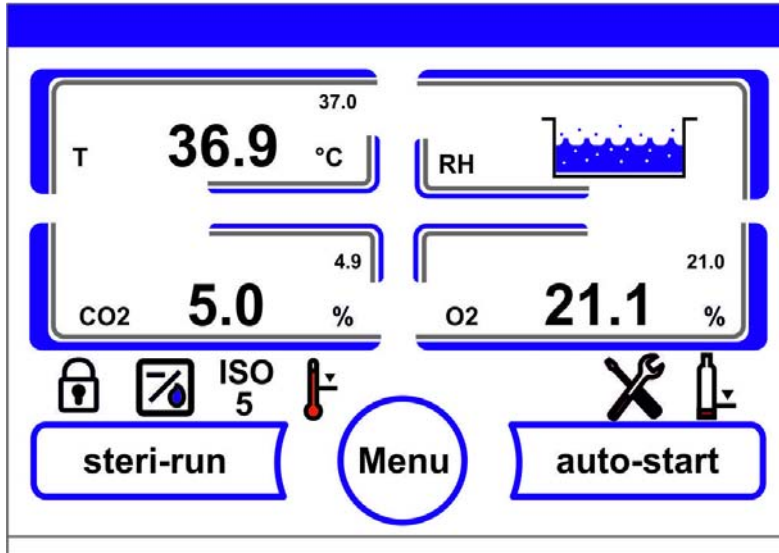 37.0
T 36.9 °C
RH
4.9
CO2 5.0 %
21.0
O2 21.1 %
ISO
5
steri-run
Menu
auto-start